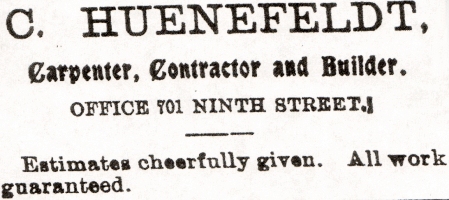 C. HUENEFELDT,
Carpenter, Contractor and Builder.
OFFICE 701 NINTH STREET.
Estimates cheerfully given. All work
guaranteed.